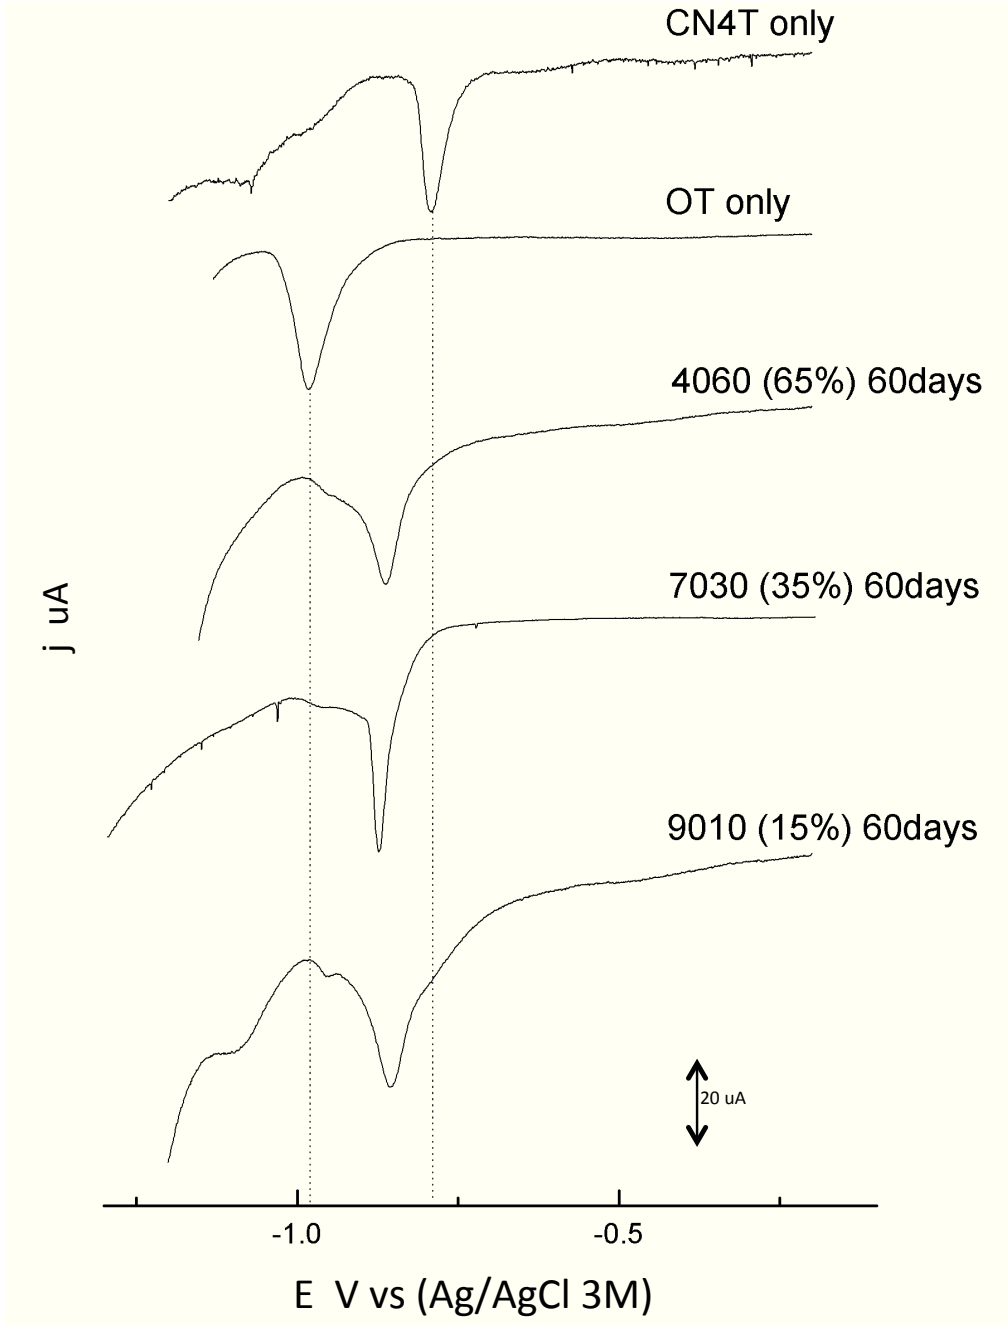 CN4T only
OT only
4060 (65%) 60days
7030 (35%) 60days
9010 (15%) 60days
j uA
20 uA
-1.0
-0.5
E V vs (Ag/AgCl 3M)